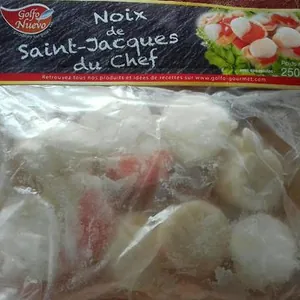 Golfo
Nuevo
Noix
de
Saint-Jacques
du Chef
Retrouvez tous nos produits et idées de recettes sur www.golfo-gourmet.com
250